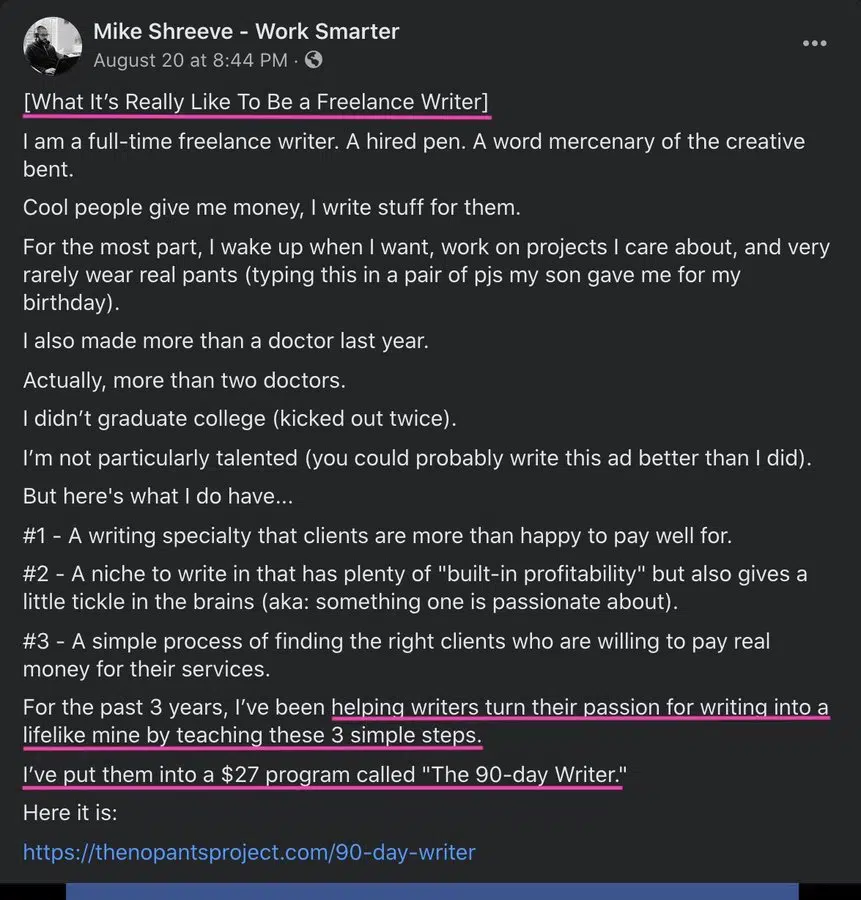 Mike Shreeve - Work Smarter
August 20 at 8:44 PM ·
[What It’s Really Like To Be a Freelance Writer]
I am a full-time freelance writer. A hired pen. A word mercenary of the creative
bent.
Cool people give me money, I write stuff for them.
For the most part, I wake up when I want, work on projects I care about, and very
rarely wear real pants (typing this in a pair of pjs my son gave me for my
birthday).
I also made more than a doctor last year.
Actually, more than two doctors.
I didn’t graduate college (kicked out twice).
I’m not particularly talented (you could probably write this ad better than I did).
But here's what I do have...
#1 - A writing specialty that clients are more than happy to pay well for.
#2 - A niche to write in that has plenty of "built-in profitability" but also gives a
little tickle in the brains (aka: something one is passionate about).
#3 - A simple process of finding the right clients who are willing to pay real
money for their services.
For the past 3 years, I’ve been helping writers turn their passion for writing into a
lifelike mine by teaching these 3 simple steps.
I’ve put them into a $27 program called "The 90-day Writer."
Here it is:
https://thenopantsproject.com/90-day-writer